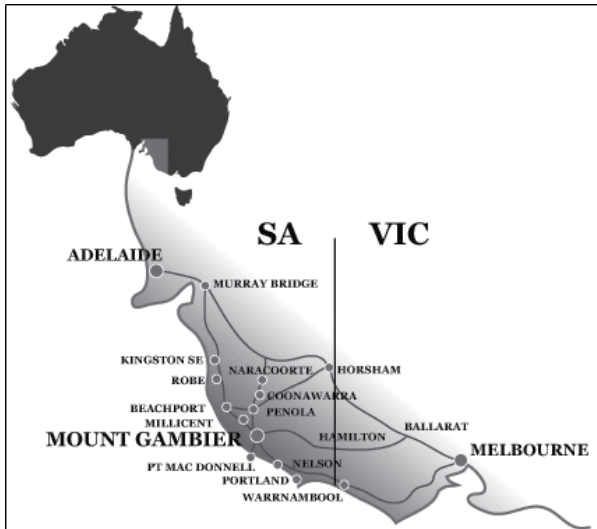 SA
VIC
ADELAIDE
MURRAY BRIDGE
KINGSTON SE
NARACOORTE
HORSHAM
ROBE
COONAWARRA
BEACHPORT
PENOLA
MILLICENT
BALLARAT
MOUNT GAMBIER
HAMILTON
MELBOURNE
PT MAC DONNELL
NELSON
PORTLAND
WARRNAMBOOL